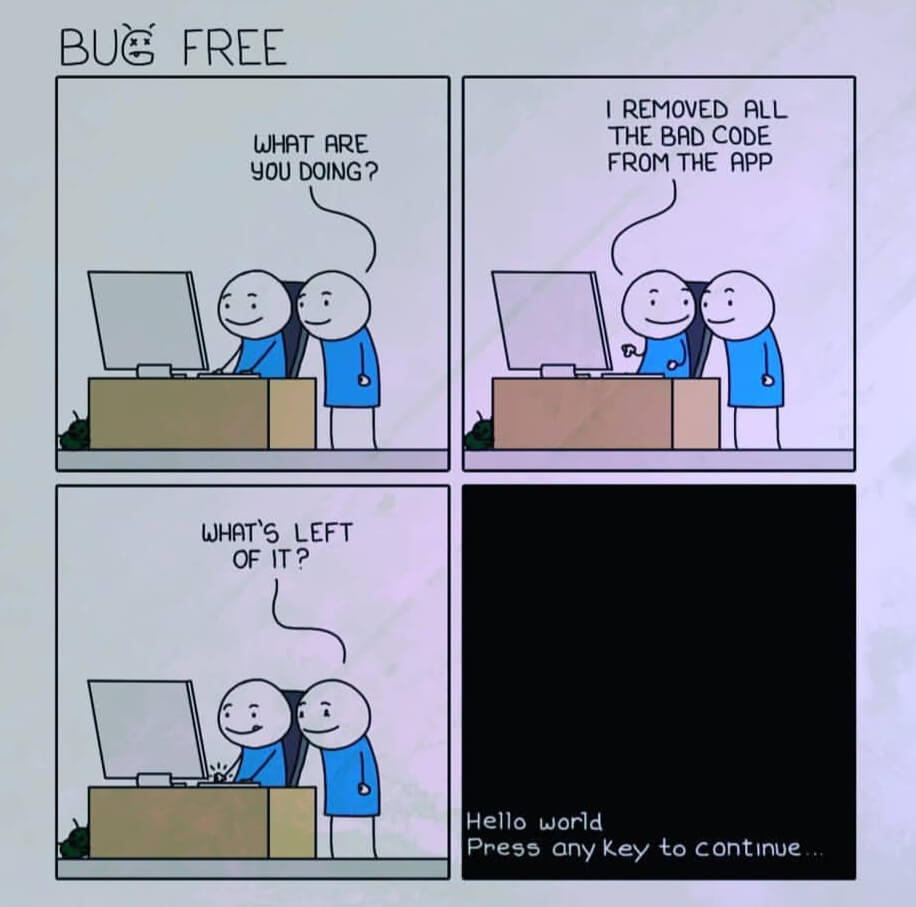 BUG FREE
WHAT ARE
YOU DOING?
I REMOVED ALL
THE BAD CODE
FROM THE APP
WHAT'S LEFT
OF IT?
Hello world
Press any key to continue...